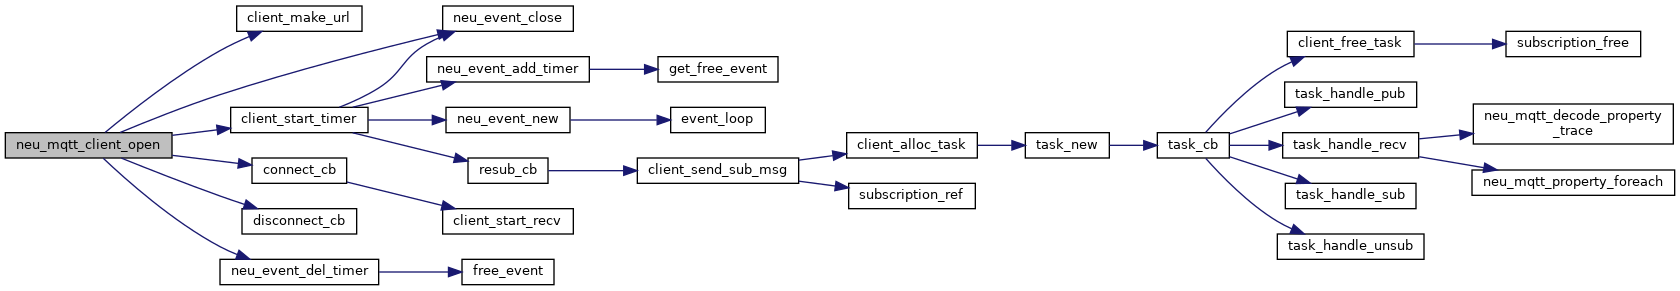 neu_mqtt_client_open
client_make_url
neu_event_close
client_start_timer
connect_cb
disconnect_cb
neu_event_del_timer
neu_event_add_timer
neu_event_new
resub_cb
client_start_recv
free_event
get_free_event
event_loop
client_send_sub_msg
client_alloc_task
subscription_ref
task_new
task_cb
client_free_task
task_handle_pub
task_handle_recv
task_handle_sub
task_handle_unsub
subscription_free
neu_mqtt_decode_property
_trace
neu_mqtt_property_foreach